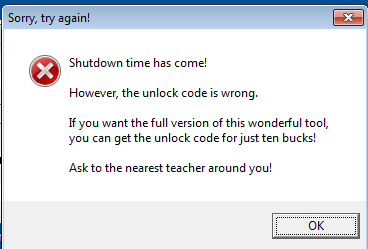 Sorry, try again!
Shutdown time has come!
However, the unlock code is wrong.
If you want the full version of this wonderful tool,
you can get the unlock code for just ten bucks!
Ask to the nearest teacher around you!
OK